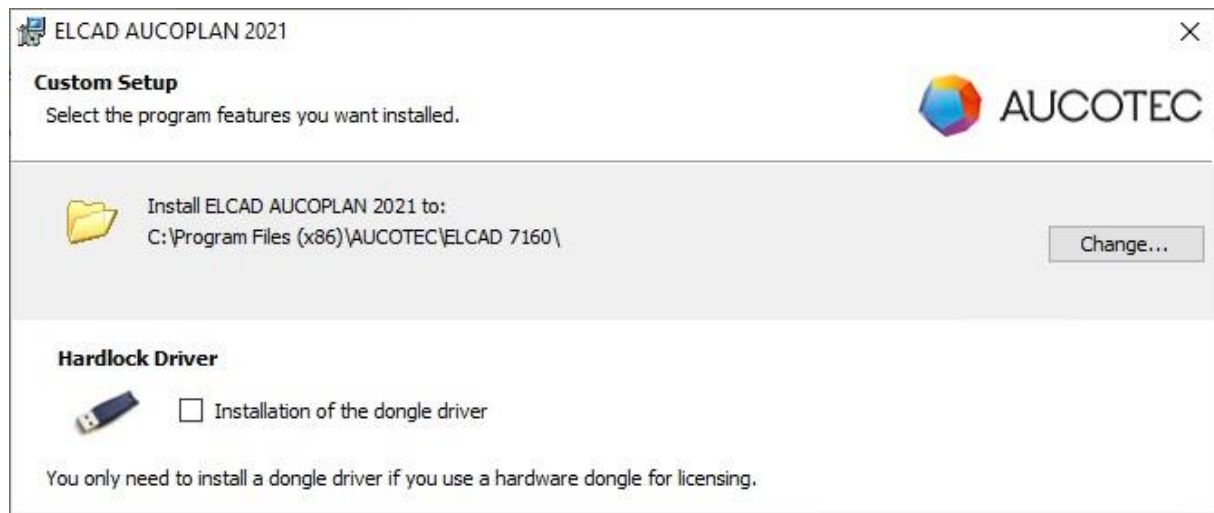 ELCAD AUCOPLAN 2021
Custom Setup
Select the program features you want installed.
AUCOTEC
Install ELCAD AUCOPLAN 2021 to:
C:\Program Files (x86)\AUCOTEC\ELCAD 7160\
Change...
Hardlock Driver
Installation of the dongle driver
You only need to install a dongle driver if you use a hardware dongle for licensing.